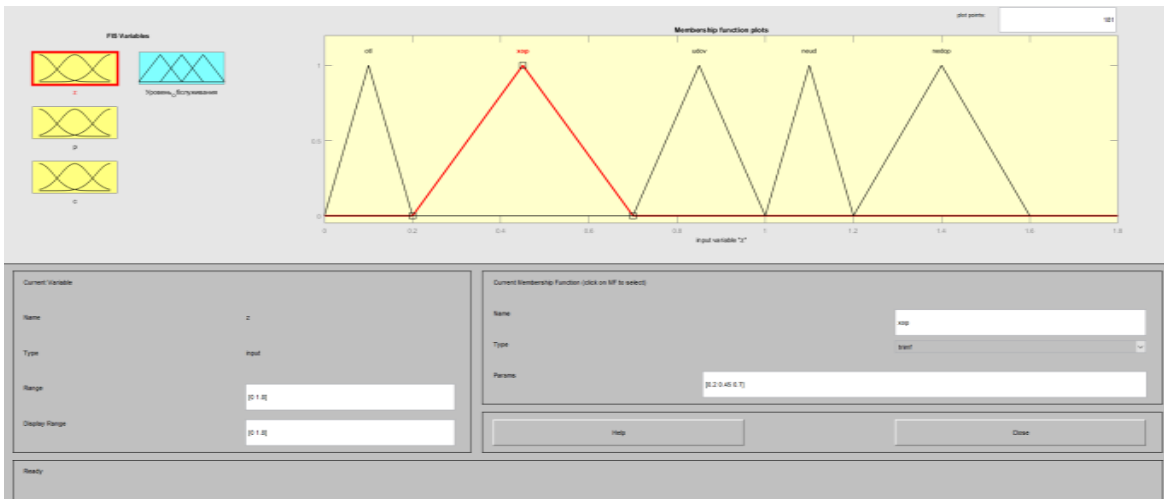 plot points:
181
FIS Variables
Membership function plots
z
Уровень_обслуживания
p
c
otl
xop
udov
neud
nedop
1
0.5
0
0 0.2 0.4 0.6 0.8 1 1.2 1.4 1.6 1.8
input variable "z"
Current Variable
Name z
Type input
Range [0 1.8]
Display Range [0 1.8]
Current Membership Function (click on MF to select)
Name xop
Type trimf
Params [0.2 0.45 0.7]
Help Close
Ready